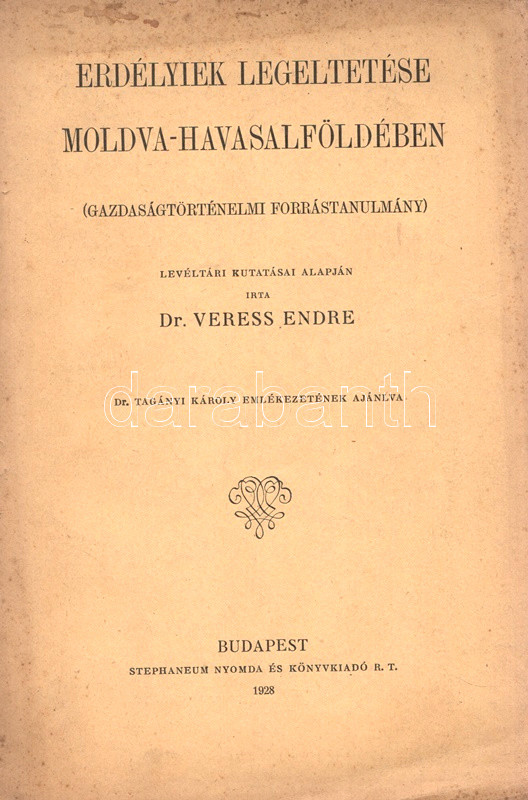 ERDÉLYIEK LEGELTETÉSE
MOLDVA-HAVASALFÖLDÉBEN
(GAZDASÁGTÖRTÉNELMI FORRÁSTANULMÁNY)
LEVÉLTÁRI KUTATÁSAI ALAPJÁN
IRTA
Dr. VERESS ENDRE
darabanth
Dr. TAGÁNYI KÁROLY EMLÉKEZETÉNEK AJÁNLVA.
BUDAPEST
STEPHANEUM NYOMDA ÉS KÖNYVKIADÓ R. T.
1928